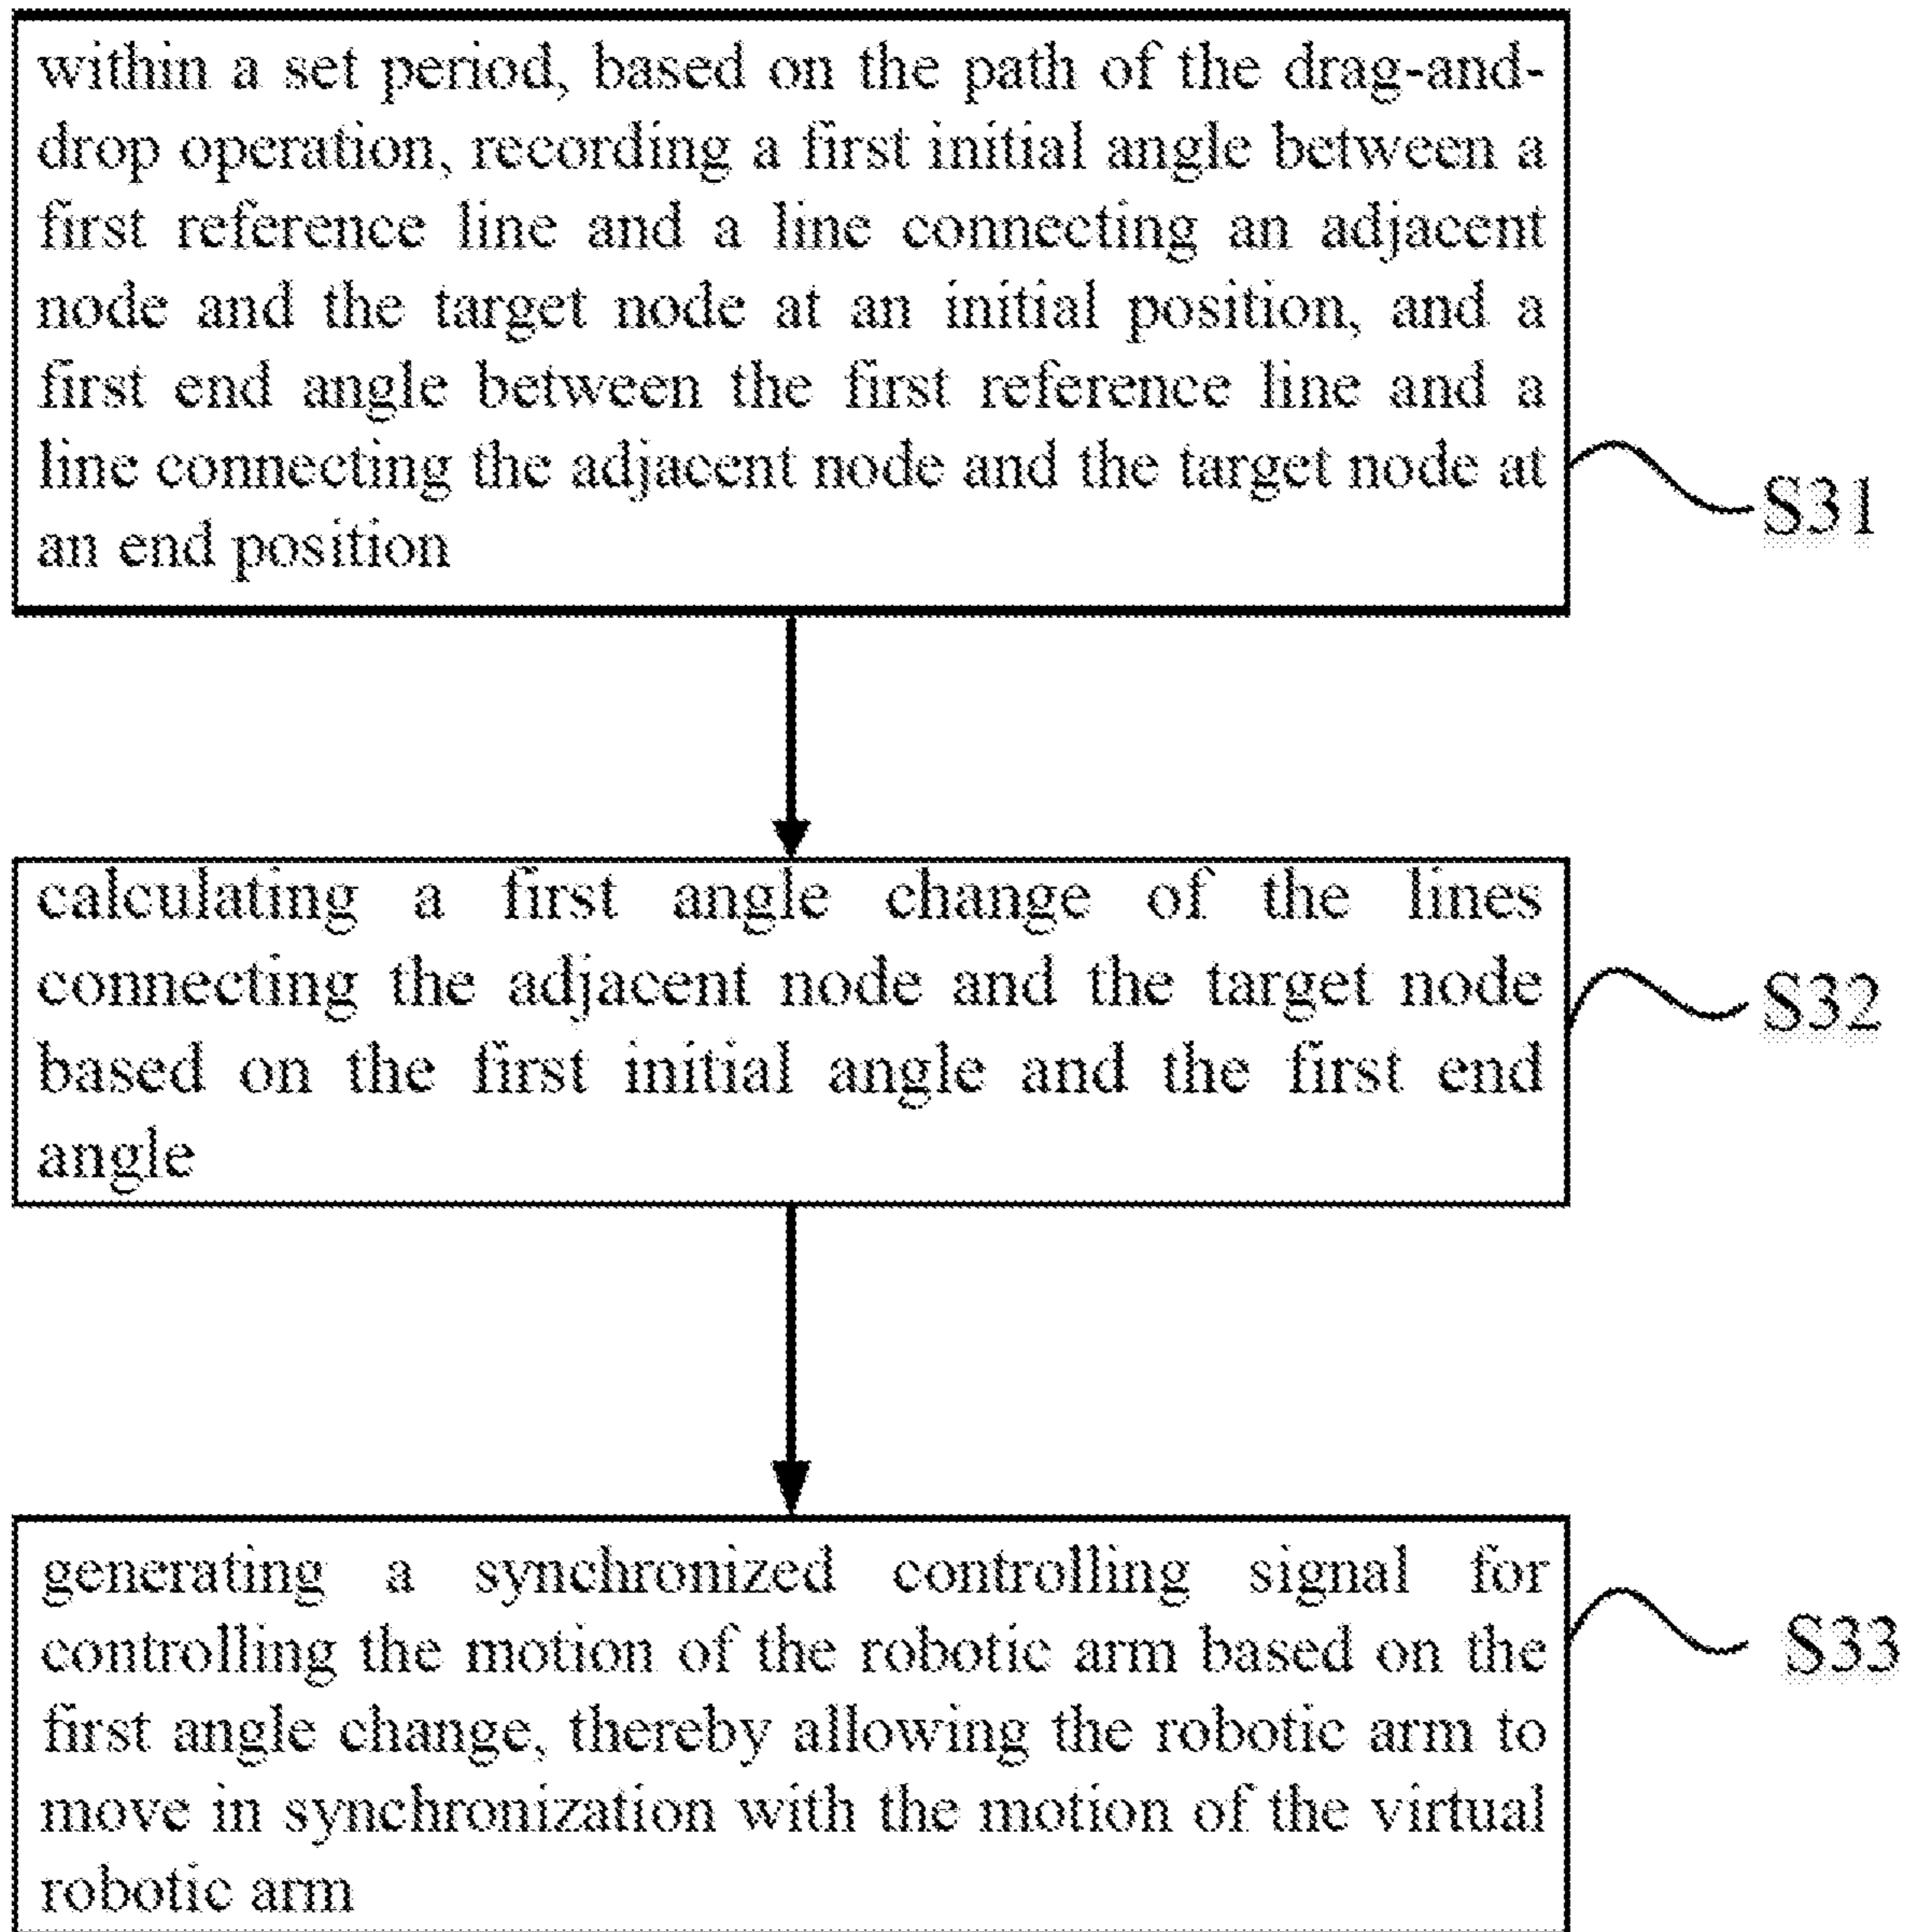 within a set period, based on the path of the drag-and-
drop operation, recording a first initial angle between a
first reference line and a line connecting an adjacent
node and the target node at an initial position, and a
first end angle between the first reference line and a
line connecting the adjacent node and the target node at
an end position
S31
calculating a first angle change of the lines
connecting the adjacent node and the target node
based on the first initial angle and the first end
angle
S32
generating a synchronized controlling signal for
controlling the motion of the robotic arm based on the
first angle change, thereby allowing the robotic arm to
move in synchronization with the motion of the virtual
robotic arm
S33